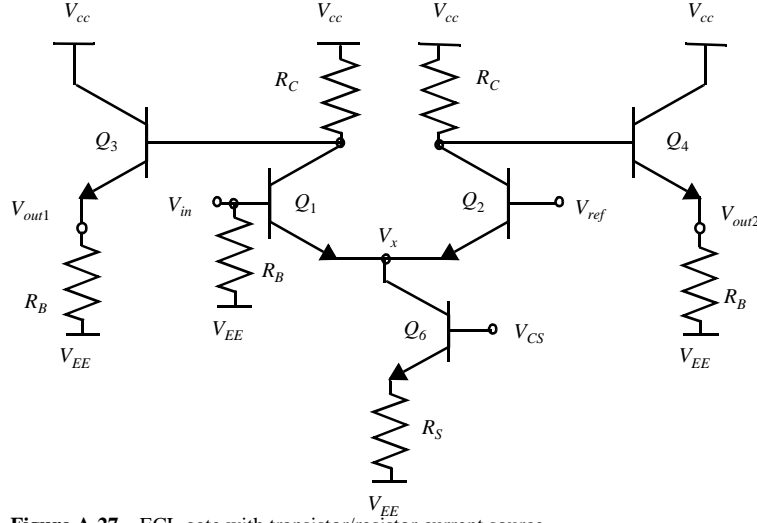 Vcc Vcc Vcc Vcc
RC RC
Q3 Q4
Vin Q1 Q2 Vref
Vout1 Vx Vout2
RB RB RB
VEE Q6 VCS
VEE VEE
RS
VEE
Figure A.27 ECL gate with transistor/resistor current source